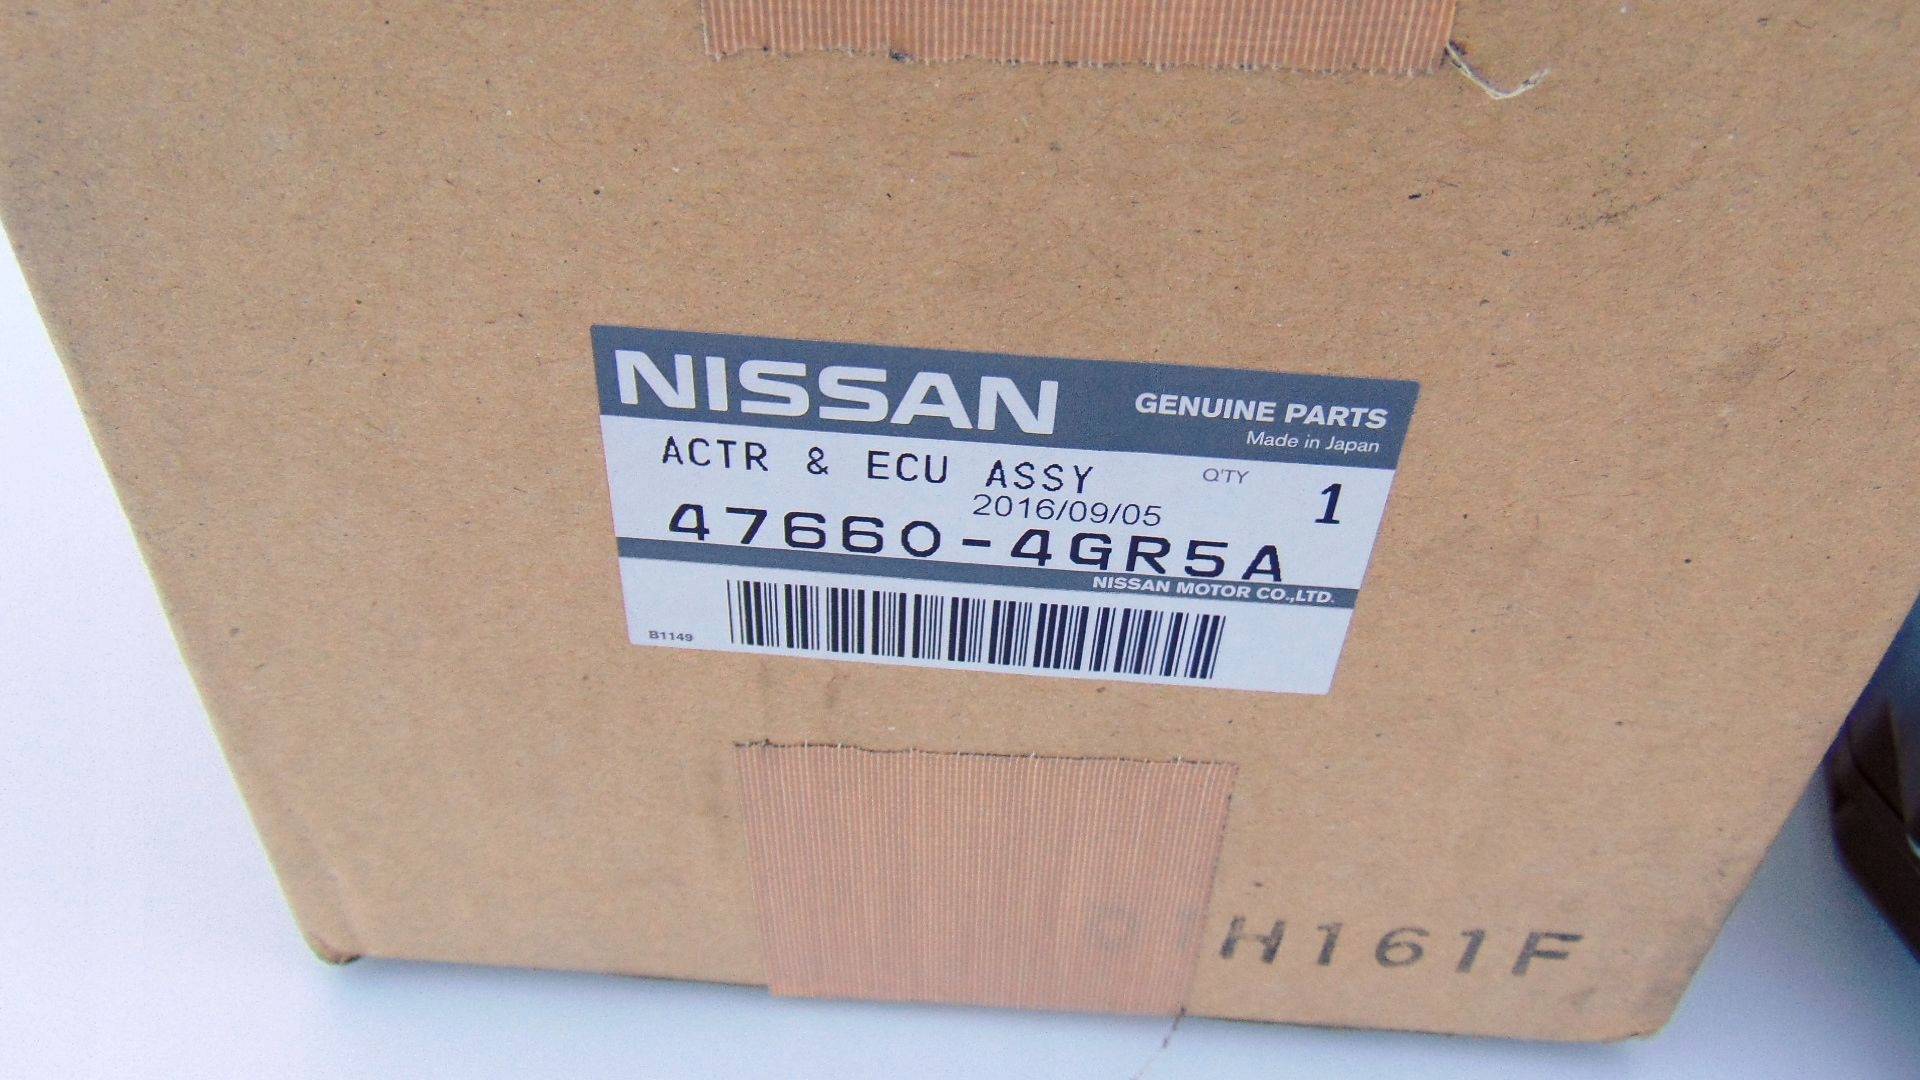 NISSAN
GENUINE PARTS
Made in Japan
ACTR & ECU ASSY
Q'TY 1
2016/09/05
47660-4GR5A
NISSAN MOTOR CO.,LTD.
B1149
H161F